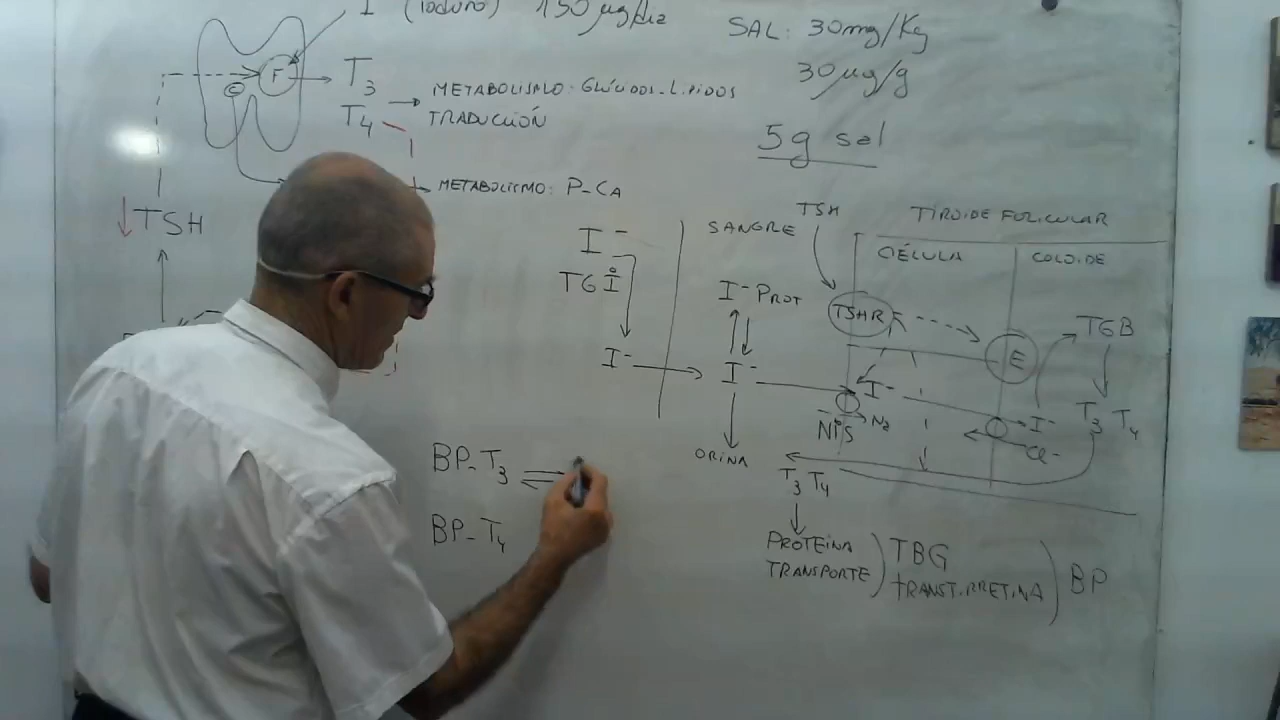 I (Ioduro) 150 µg/día
SAL: 30mg/Kg
30µg/g
5g sal
F
C
T3
T4
METABOLISMO: GLÚCIDOS-LÍPIDOS
TRADUCCIÓN
METABOLISMO: P-CA
↓TSH
I⁻
TGI
I⁻
SANGRE
I⁻PROT
I⁻
ORINA
TSH
TIROIDE FOLICULAR
CÉLULA
COLOIDE
TSHR
E
TGB
I⁻
NIS
Na
I⁻
Cl-
T3 T4
T3 T4
PROTEÍNA
TRANSPORTE
TBG
TRANSTIRRETINA
BP
BP-T3
BP-T4